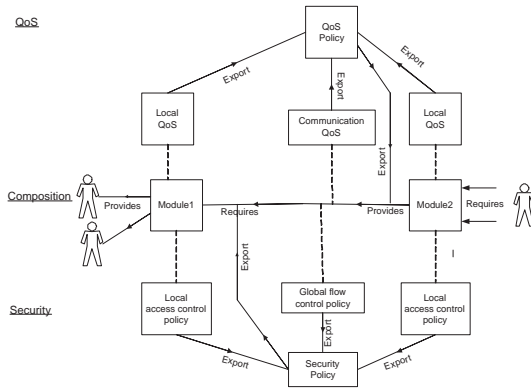 QoS
QoS
Policy
Export
Export
Export
Local
QoS
Communication
QoS
Local
QoS
Export
Composition
Provides
Module1
Requires
Provides
Module2
Requires
Export
I
Security
Local
access control
policy
Global flow
control policy
Local
access control
policy
Export
Export
Export
Security
Policy